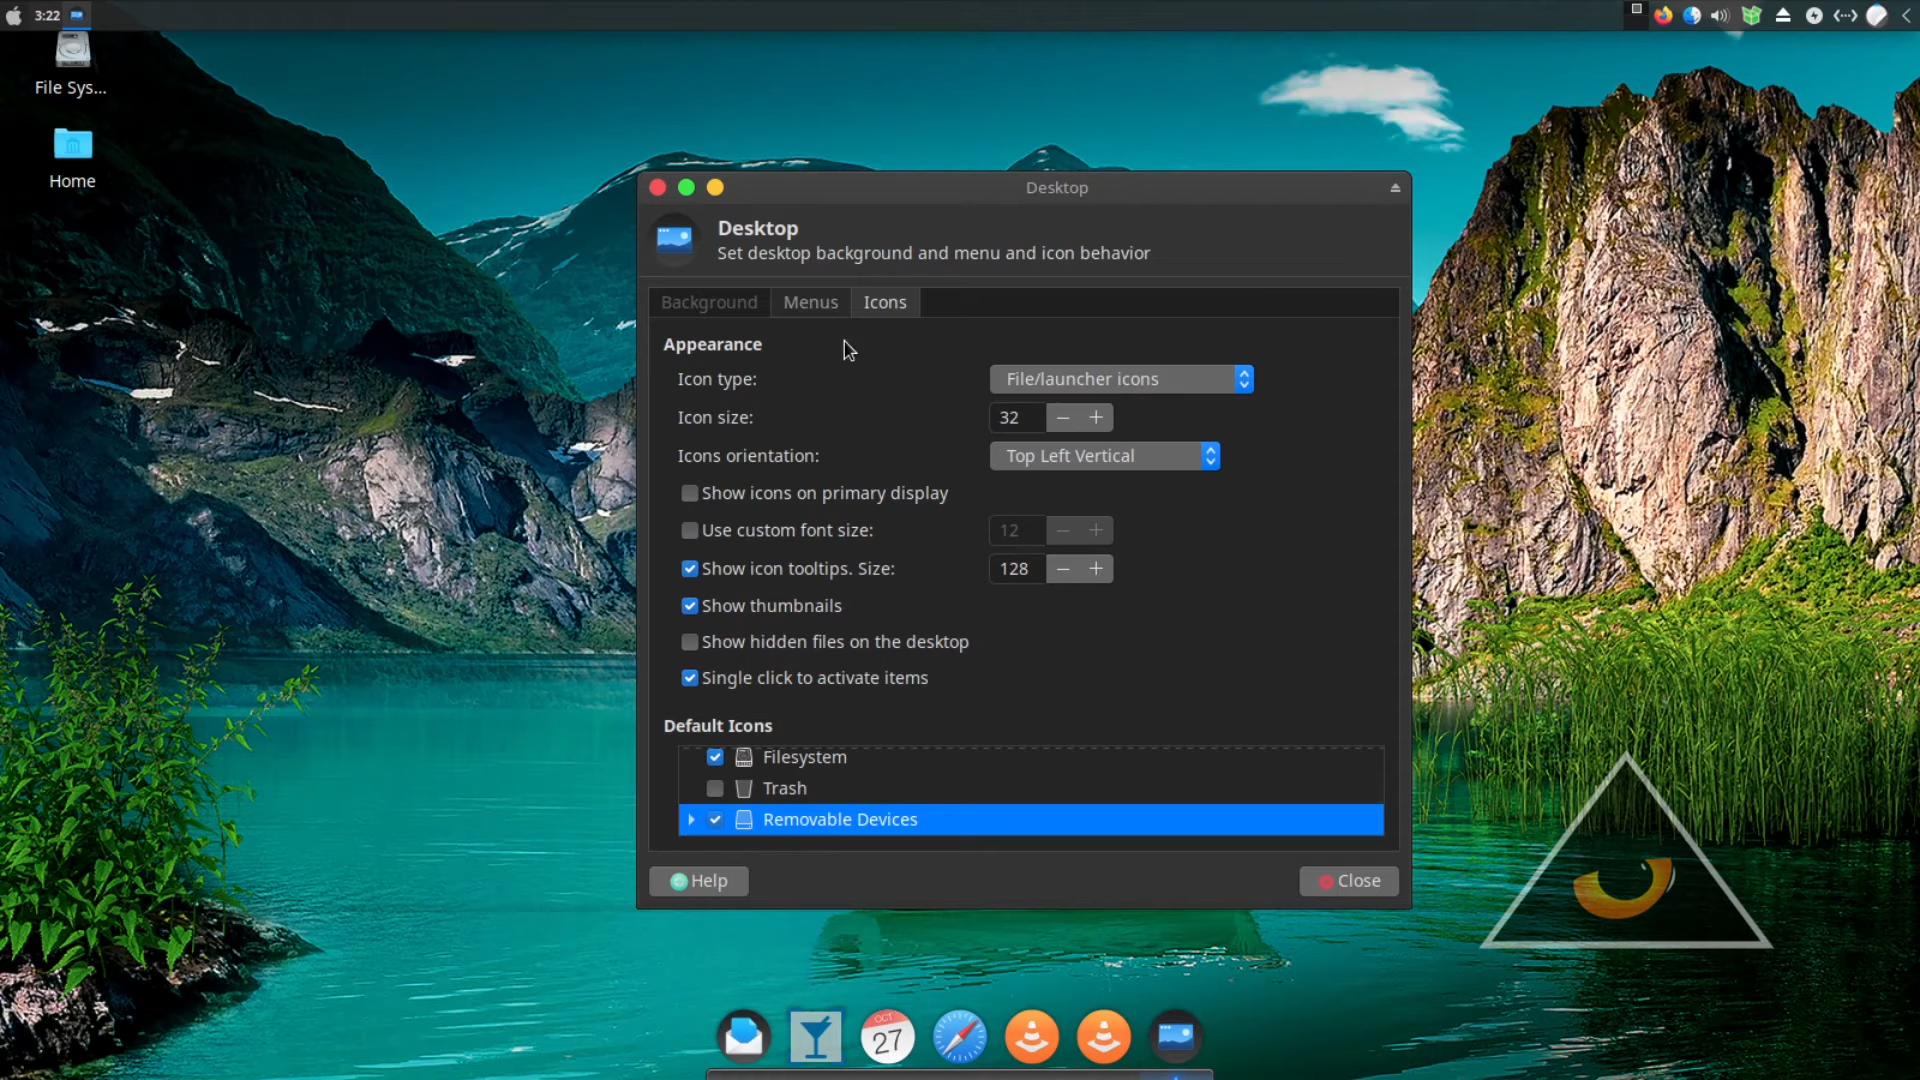 3:22
File Sys...
Home
Desktop
Desktop
Set desktop background and menu and icon behavior
Background Menus Icons
Appearance
Icon type: File/launcher icons
Icon size: 32
Icons orientation: Top Left Vertical
Show icons on primary display
Use custom font size: 12
Show icon tooltips. Size: 128
Show thumbnails
Show hidden files on the desktop
Single click to activate items
Default Icons
Filesystem
Trash
Removable Devices
Help Close
OCT
27